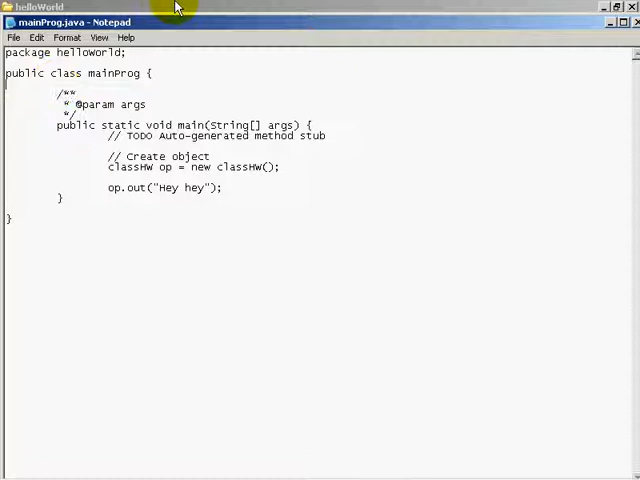 helloWorld
mainProg.java - Notepad
File Edit Format View Help
package helloWorld;
public class mainProg {
/**
* @param args
*/
public static void main(String[] args) {
// TODO Auto-generated method stub
// Create object
classHW op = new classHW();
op.out("Hey hey");
}
}